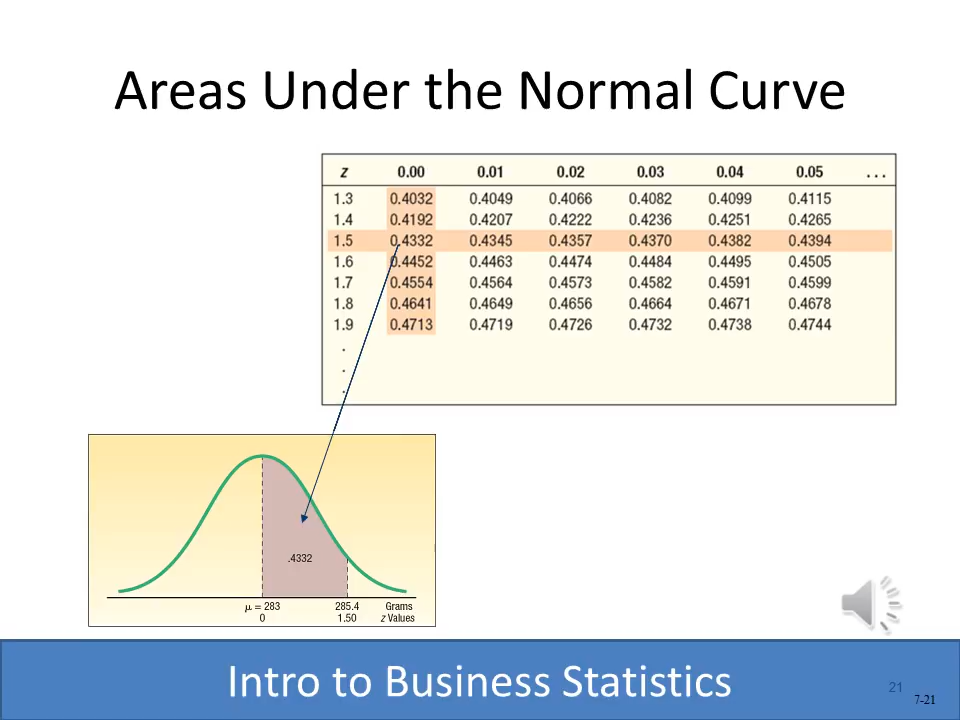 Areas Under the Normal Curve
z 0.00 0.01 0.02 0.03 0.04 0.05 ...
1.3 0.4032 0.4049 0.4066 0.4082 0.4099 0.4115
1.4 0.4192 0.4207 0.4222 0.4236 0.4251 0.4265
1.5 0.4332 0.4345 0.4357 0.4370 0.4382 0.4394
1.6 0.4452 0.4463 0.4474 0.4484 0.4495 0.4505
1.7 0.4554 0.4564 0.4573 0.4582 0.4591 0.4599
1.8 0.4641 0.4649 0.4656 0.4664 0.4671 0.4678
1.9 0.4713 0.4719 0.4726 0.4732 0.4738 0.4744
.
.
.
.4332
μ = 283 285.4 Grams
0 1.50 z Values
Intro to Business Statistics
21
7-21